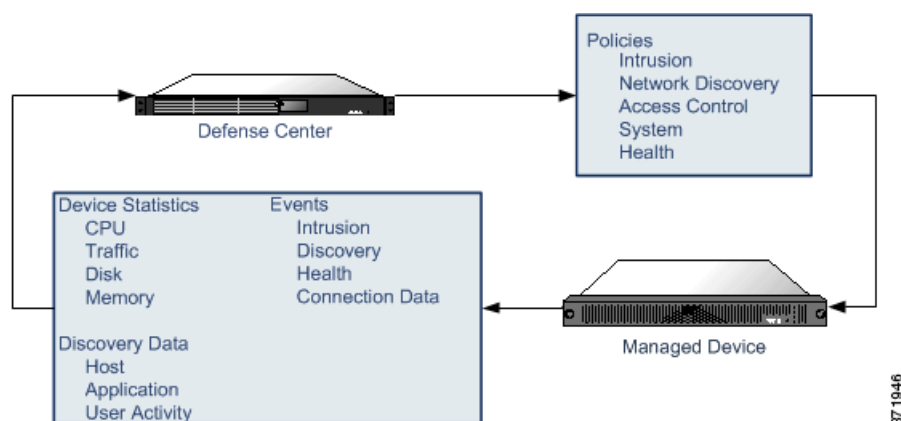 Policies
Intrusion
Network Discovery
Access Control
System
Health
Defense Center
Device Statistics
CPU
Traffic
Disk
Memory
Events
Intrusion
Discovery
Health
Connection Data
Discovery Data
Host
Application
User Activity
Managed Device
371946